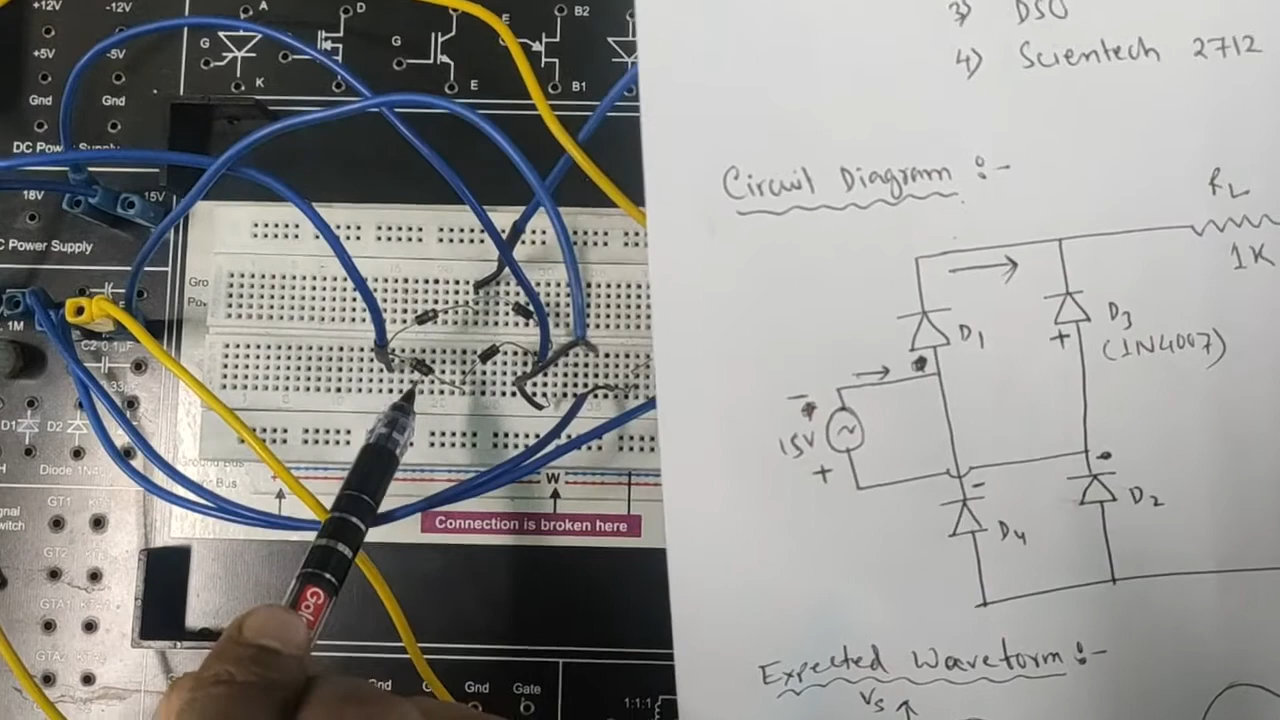 +12V
-12V
A
D
E
B2
G
G
+5V
-5V
K
E
B1
Gnd
Gnd
DC Power Supply
18V
15V
C Power Supply
1M
C2 0.1µF
D1
D2
Diode
GT1
GT2
GTA1
GTA2
W
Connection is broken here
Gnd
Gnd
Gate
1:1:1
3) DSO
4) Scientech 2712
Circuit Diagram :-
RL
1K
D1
D3
(IN4007)
+
-
15V
~
+
-
D4
D2
Expected Waveform :-
Vs